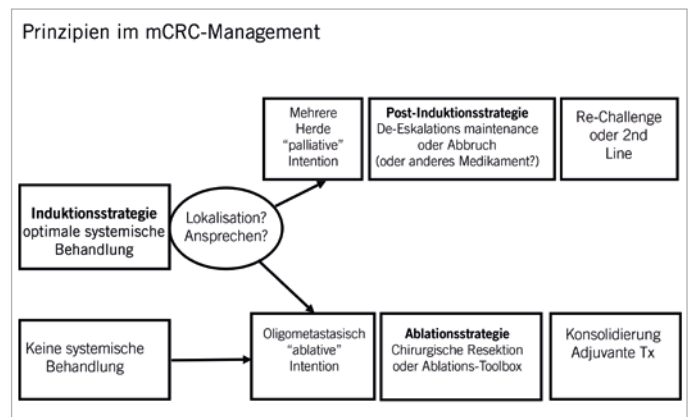 Prinzipien im mCRC-Management
Mehrere
Herde
"palliative"
Intention
Post-Induktionsstrategie
De-Eskalations maintenance
oder Abbruch
(oder anderes Medikament?)
Re-Challenge
oder 2nd
Line
Induktionsstrategie
optimale systemische
Behandlung
Lokalisation?
Ansprechen?
Keine systemische
Behandlung
Oligometastasisch
"ablative"
Intention
Ablationsstrategie
Chirurgische Resektion
oder Ablations-Toolbox
Konsolidierung
Adjuvante Tx